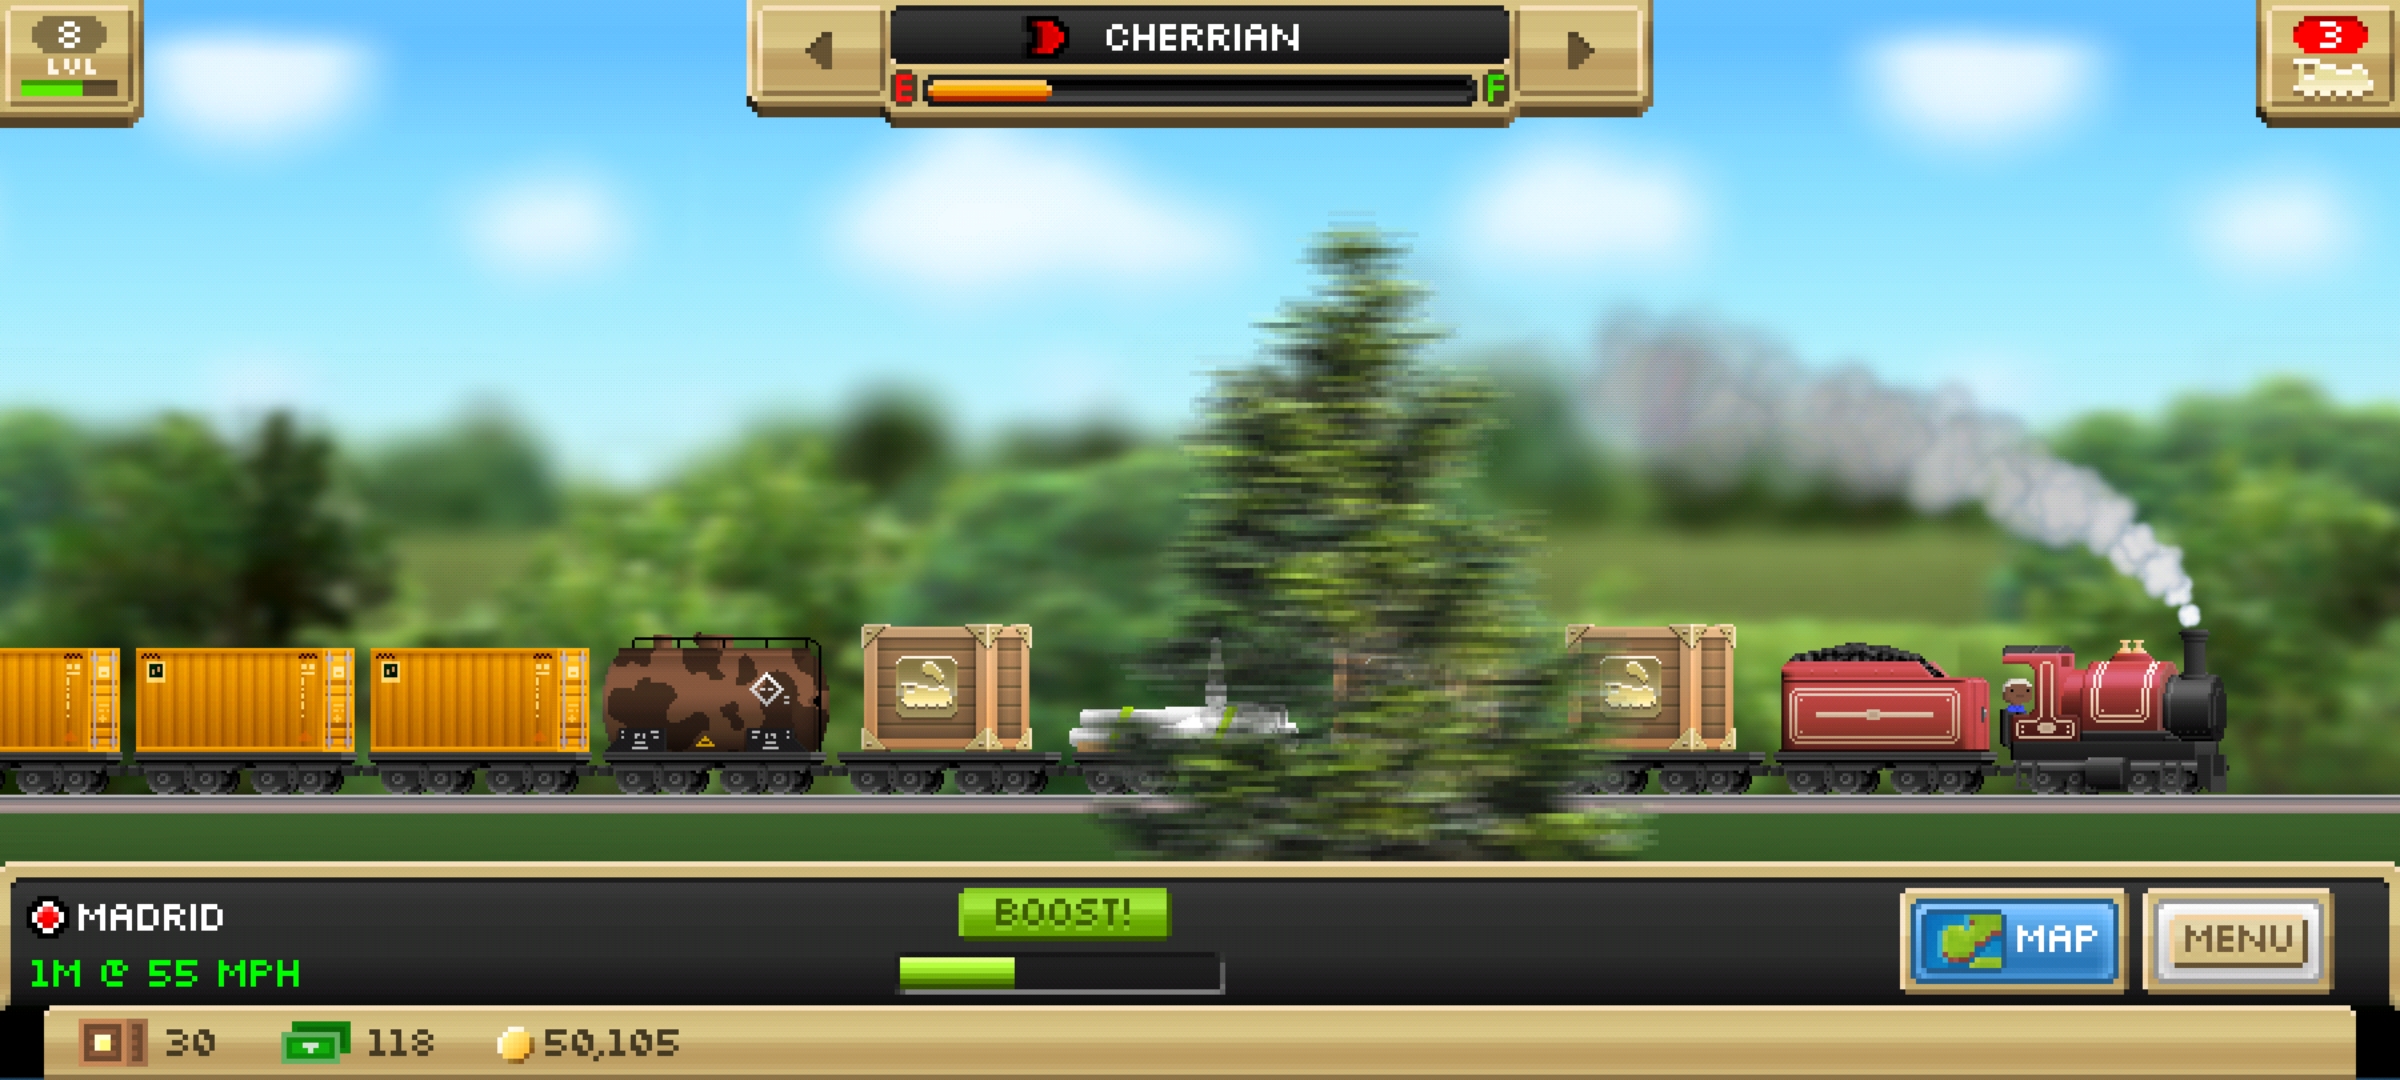 8
LVL
CHERRIAN
E F
3
MADRID
1M @ 55 MPH
BOOST!
MAP
MENU
30 118 50,105